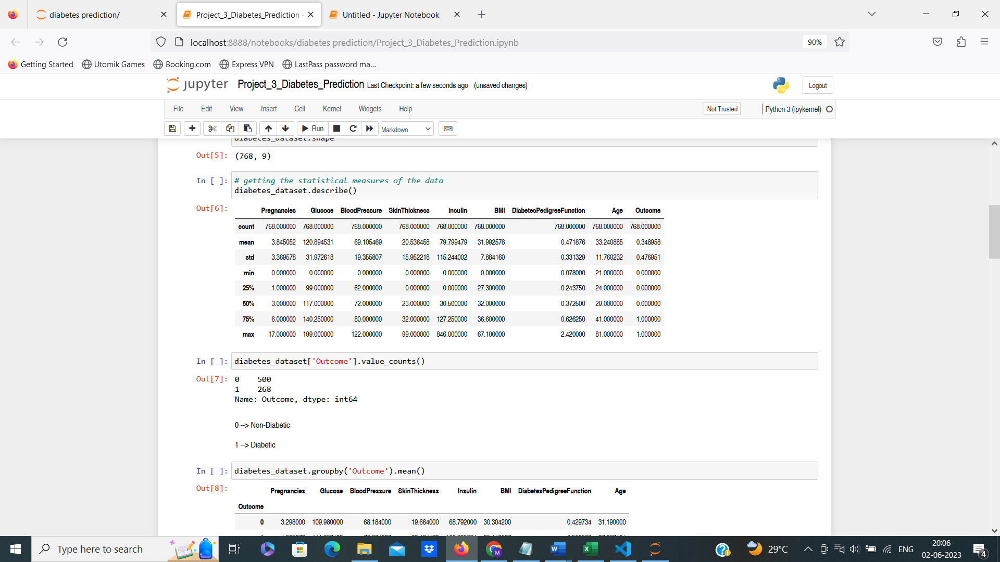 diabetes prediction/
Project_3_Diabetes_Prediction -
Untitled - Jupyter Notebook
localhost:8888/notebooks/diabetes prediction/Project_3_Diabetes_Prediction.ipynb
90%
Getting Started Utomik Games Booking.com Express VPN LastPass password ma...
jupyter Project_3_Diabetes_Prediction Last Checkpoint: a few seconds ago (unsaved changes)
Logout
File Edit View Insert Cell Kernel Widgets Help
Not Trusted Python 3 (ipykernel)
Run Markdown
diabetes_dataset.shape
Out[5]: (768, 9)
In [ ]: # getting the statistical measures of the data
diabetes_dataset.describe()
Out[6]:
Pregnancies Glucose BloodPressure SkinThickness Insulin BMI DiabetesPedigreeFunction Age Outcome
count 768.000000 768.000000 768.000000 768.000000 768.000000 768.000000 768.000000 768.000000 768.000000
mean 3.845052 120.894531 69.105469 20.536458 79.799479 31.992578 0.471876 33.240885 0.348958
std 3.369578 31.972618 19.355807 15.952218 115.244002 7.884160 0.331329 11.760232 0.476951
min 0.000000 0.000000 0.000000 0.000000 0.000000 0.000000 0.078000 21.000000 0.000000
25% 1.000000 99.000000 62.000000 0.000000 0.000000 27.300000 0.243750 24.000000 0.000000
50% 3.000000 117.000000 72.000000 23.000000 30.500000 32.000000 0.372500 29.000000 0.000000
75% 6.000000 140.250000 80.000000 32.000000 127.250000 36.600000 0.626250 41.000000 1.000000
max 17.000000 199.000000 122.000000 99.000000 846.000000 67.100000 2.420000 81.000000 1.000000
In [ ]: diabetes_dataset['Outcome'].value_counts()
Out[7]: 0 500
1 268
Name: Outcome, dtype: int64
0 --> Non-Diabetic
1 --> Diabetic
In [ ]: diabetes_dataset.groupby('Outcome').mean()
Out[8]:
Pregnancies Glucose BloodPressure SkinThickness Insulin BMI DiabetesPedigreeFunction Age
Outcome
0 3.298000 109.980000 68.184000 19.664000 68.792000 30.304200 0.429734 31.190000
Type here to search
29°C
ENG
20:06
02-06-2023
4